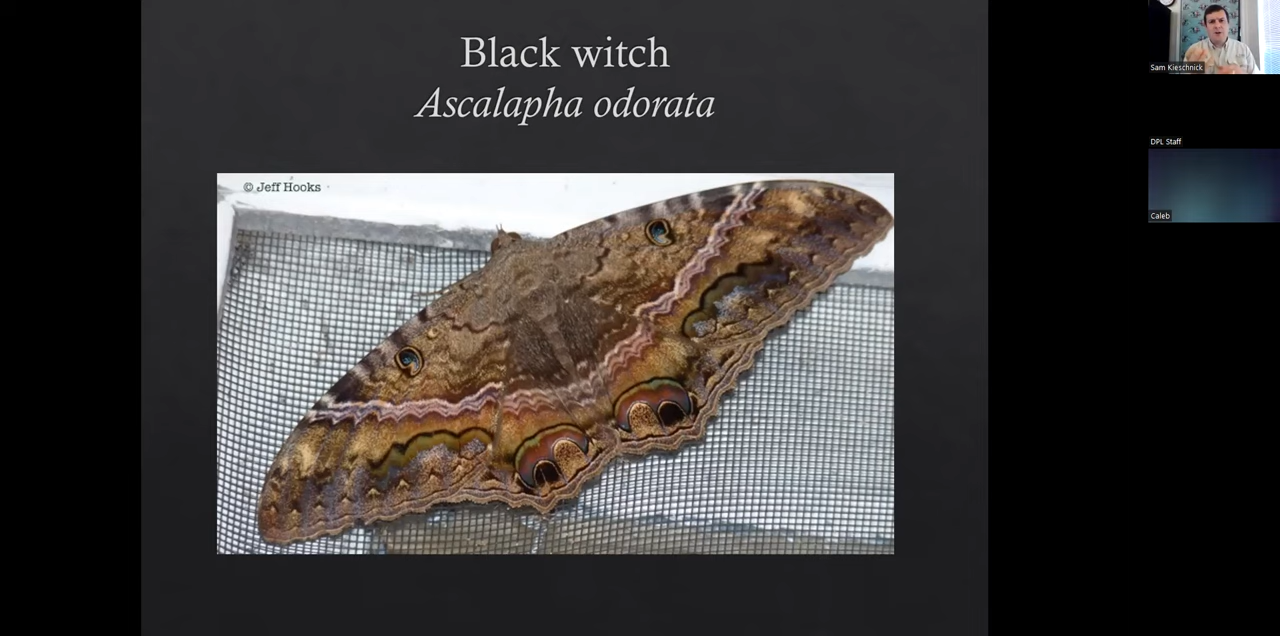 Black witch
Ascalapha odorata
© Jeff Hooks
Sam Kieschnick
DPL Staff
Caleb